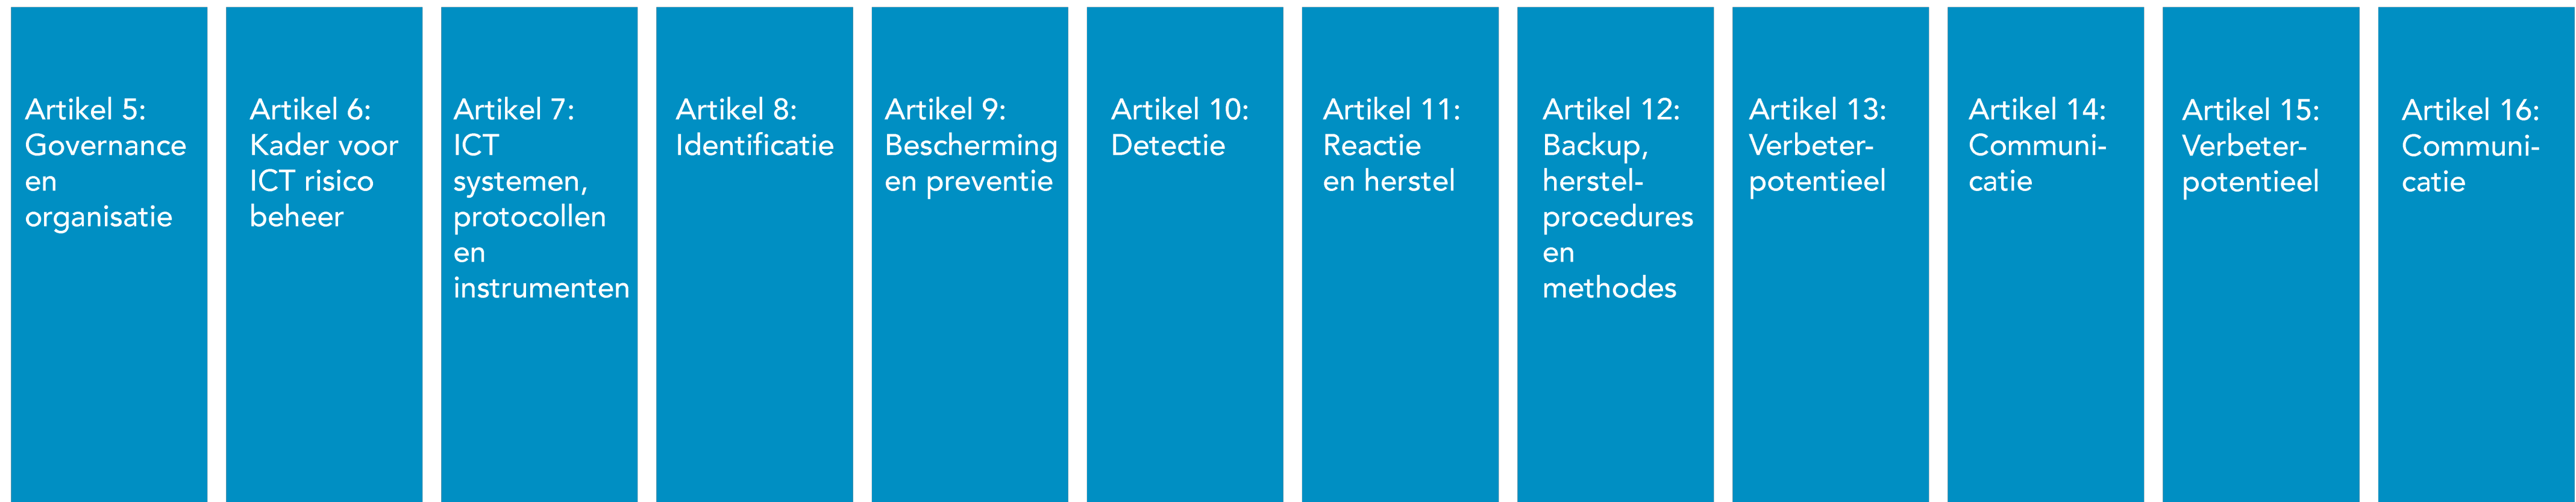 Artikel 5:
Governance
en
organisatie
Artikel 6:
Kader voor
ICT risico
beheer
Artikel 7:
ICT
systemen,
protocollen
en
instrumenten
Artikel 8:
Identificatie
Artikel 9:
Bescherming
en preventie
Artikel 10:
Detectie
Artikel 11:
Reactie
en herstel
Artikel 12:
Backup,
herstel-
procedures
en
methodes
Artikel 13:
Verbeter-
potentieel
Artikel 14:
Communi-
catie
Artikel 15:
Verbeter-
potentieel
Artikel 16:
Communi-
catie